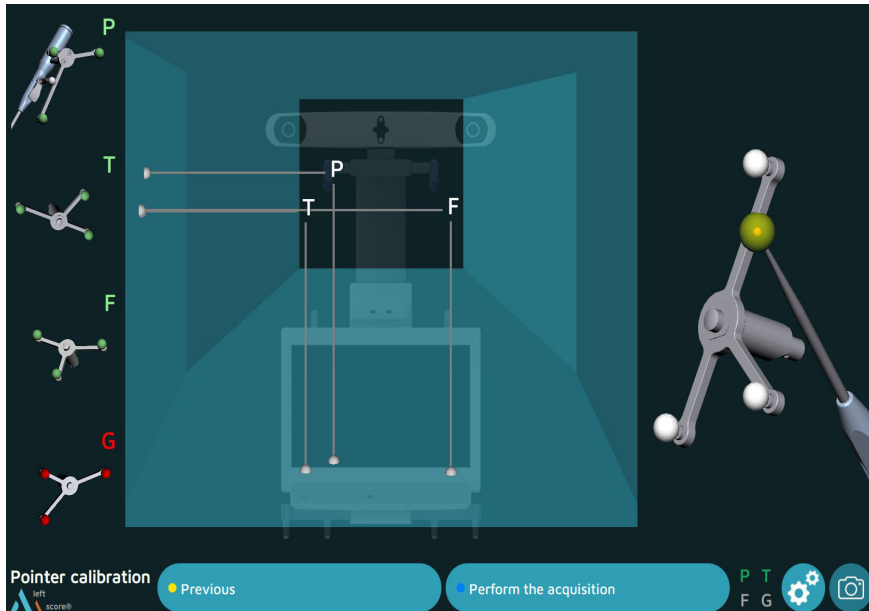 P
T
F
G
P
T
F
Pointer calibration
left
score®
Previous
Perform the acquisition
P T
F G